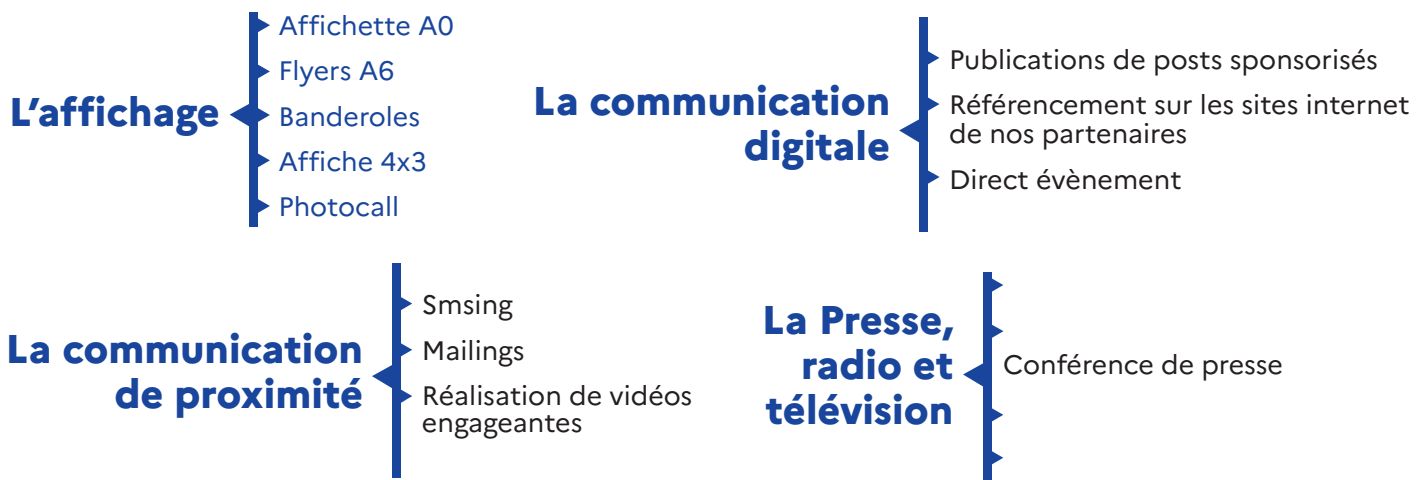 L’affichage
Affichette A0
Flyers A6
Banderoles
Affiche 4x3
Photocall
La communication
digitale
Publications de posts sponsorisés
Référencement sur les sites internet
de nos partenaires
Direct évènement
La communication
de proximité
Smsing
Mailings
Réalisation de vidéos
engageantes
La Presse,
radio et
télévision
Conférence de presse